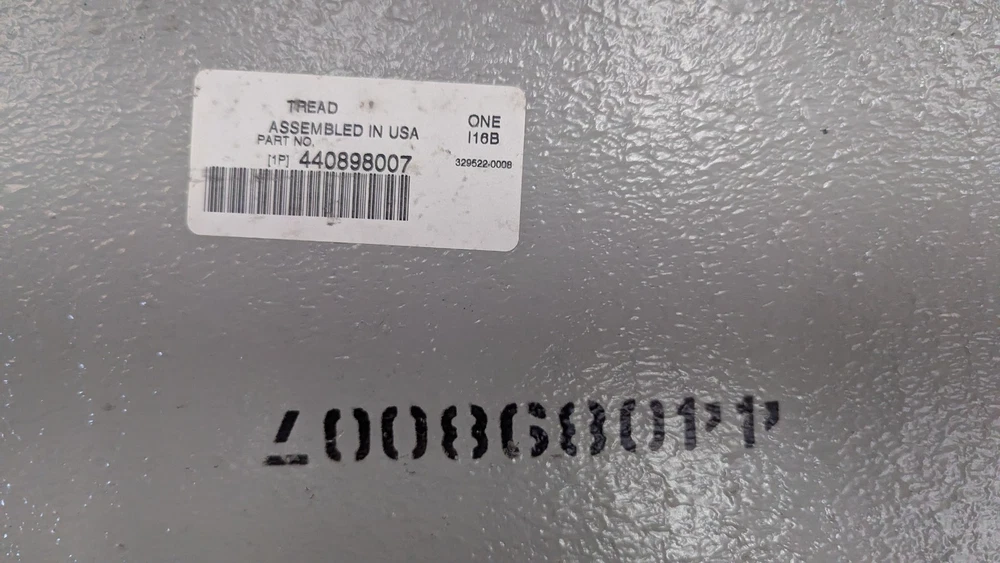 TREAD
ASSEMBLED IN USA
PART NO.
[1P] 440898007
ONE
I16B
329522-0008
440898007